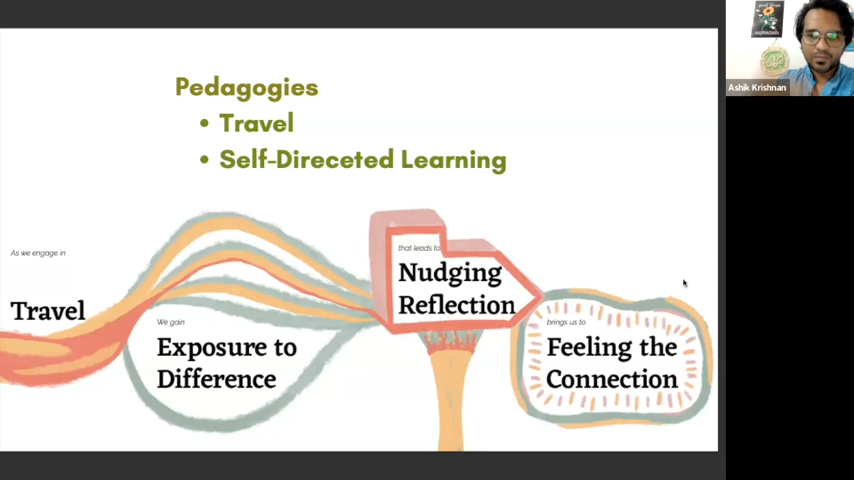 Pedagogies
• Travel
• Self-Direceted Learning
As we engage in
Travel
We gain
Exposure to
Difference
that leads to
Nudging
Reflection
brings us to
Feeling the
Connection
Ashik Krishnan